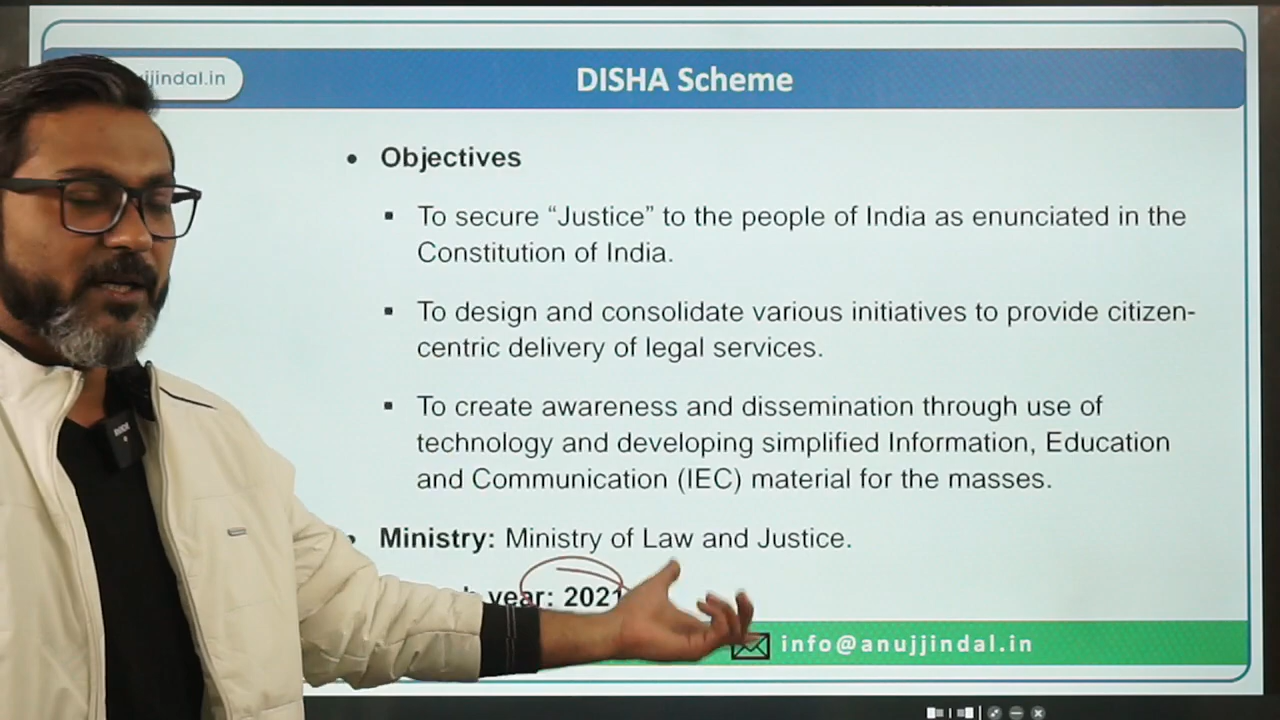 jjindal.in
DISHA Scheme
• Objectives
▪ To secure “Justice” to the people of India as enunciated in the
Constitution of India.
▪ To design and consolidate various initiatives to provide citizen-
centric delivery of legal services.
▪ To create awareness and dissemination through use of
technology and developing simplified Information, Education
and Communication (IEC) material for the masses.
• Ministry: Ministry of Law and Justice.
year: 2021
info@anujjindal.in